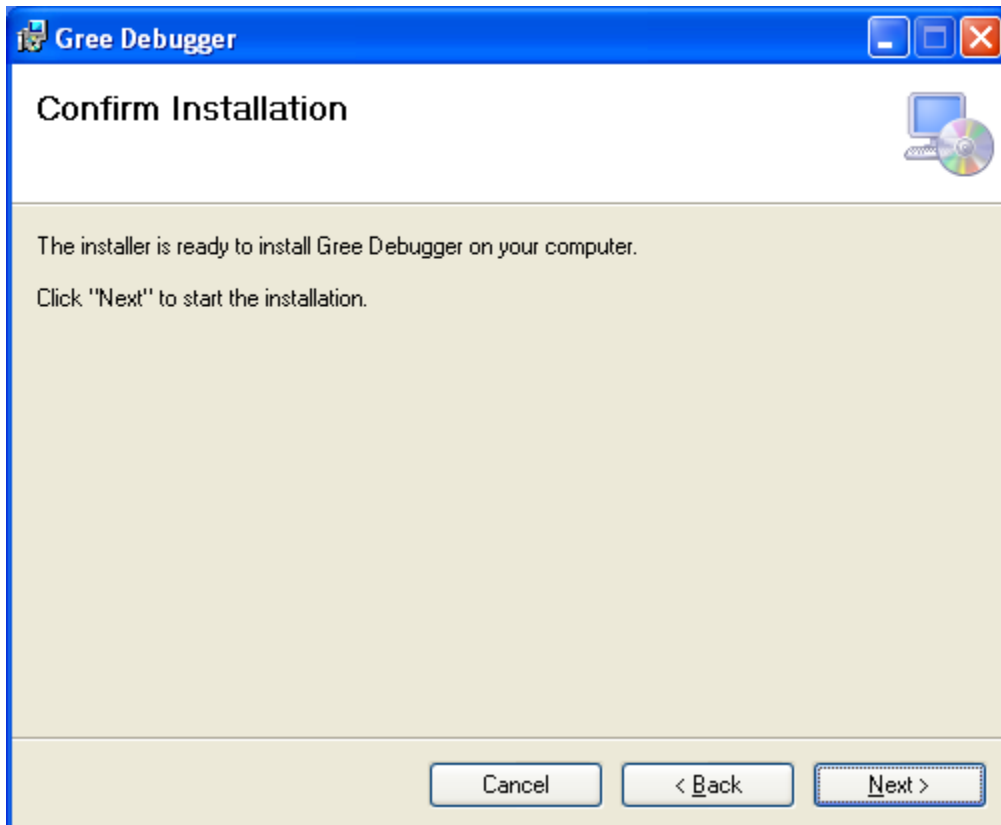 Gree Debugger
Confirm Installation
The installer is ready to install Gree Debugger on your computer.
Click "Next" to start the installation.
Cancel < Back Next >